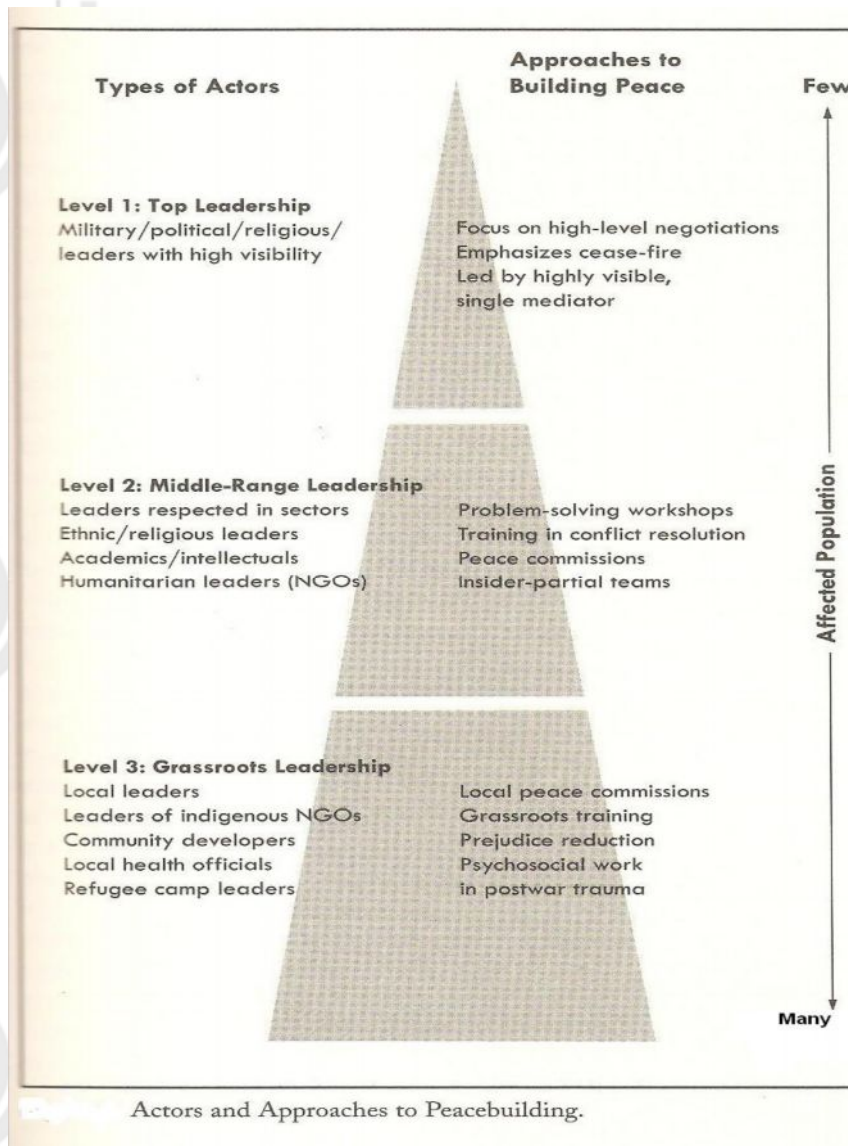 Types of Actors
Approaches to
Building Peace
Few
Level 1: Top Leadership
Military/political/religious/
leaders with high visibility
Focus on high-level negotiations
Emphasizes cease-fire
Led by highly visible,
single mediator
Level 2: Middle-Range Leadership
Leaders respected in sectors
Ethnic/religious leaders
Academics/intellectuals
Humanitarian leaders (NGOs)
Problem-solving workshops
Training in conflict resolution
Peace commissions
Insider-partial teams
Affected Population
Level 3: Grassroots Leadership
Local leaders
Leaders of indigenous NGOs
Community developers
Local health officials
Refugee camp leaders
Local peace commissions
Grassroots training
Prejudice reduction
Psychosocial work
in postwar trauma
Many
Actors and Approaches to Peacebuilding.